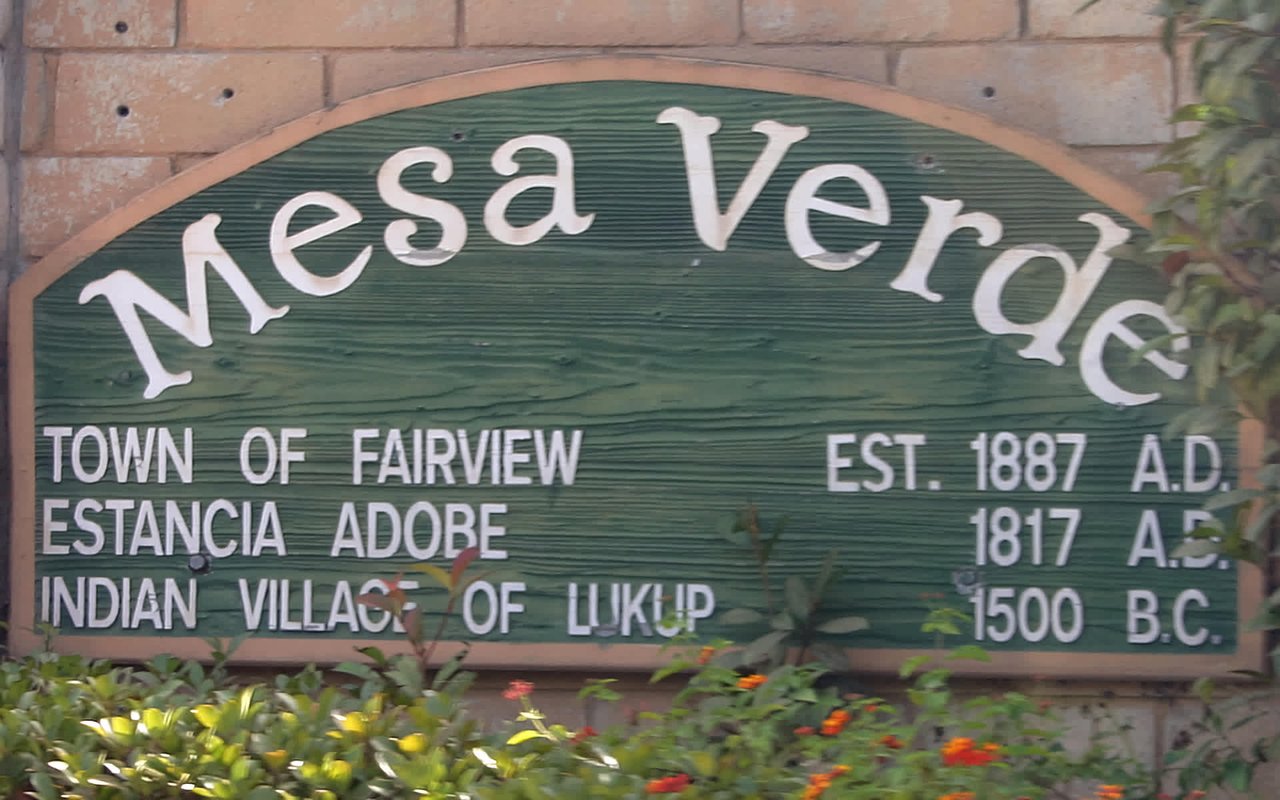 Mesa Verde
TOWN OF FAIRVIEW EST. 1887 A.D.
ESTANCIA ADOBE 1817 A.D.
INDIAN VILLAGE OF LUKUP 1500 B.C.